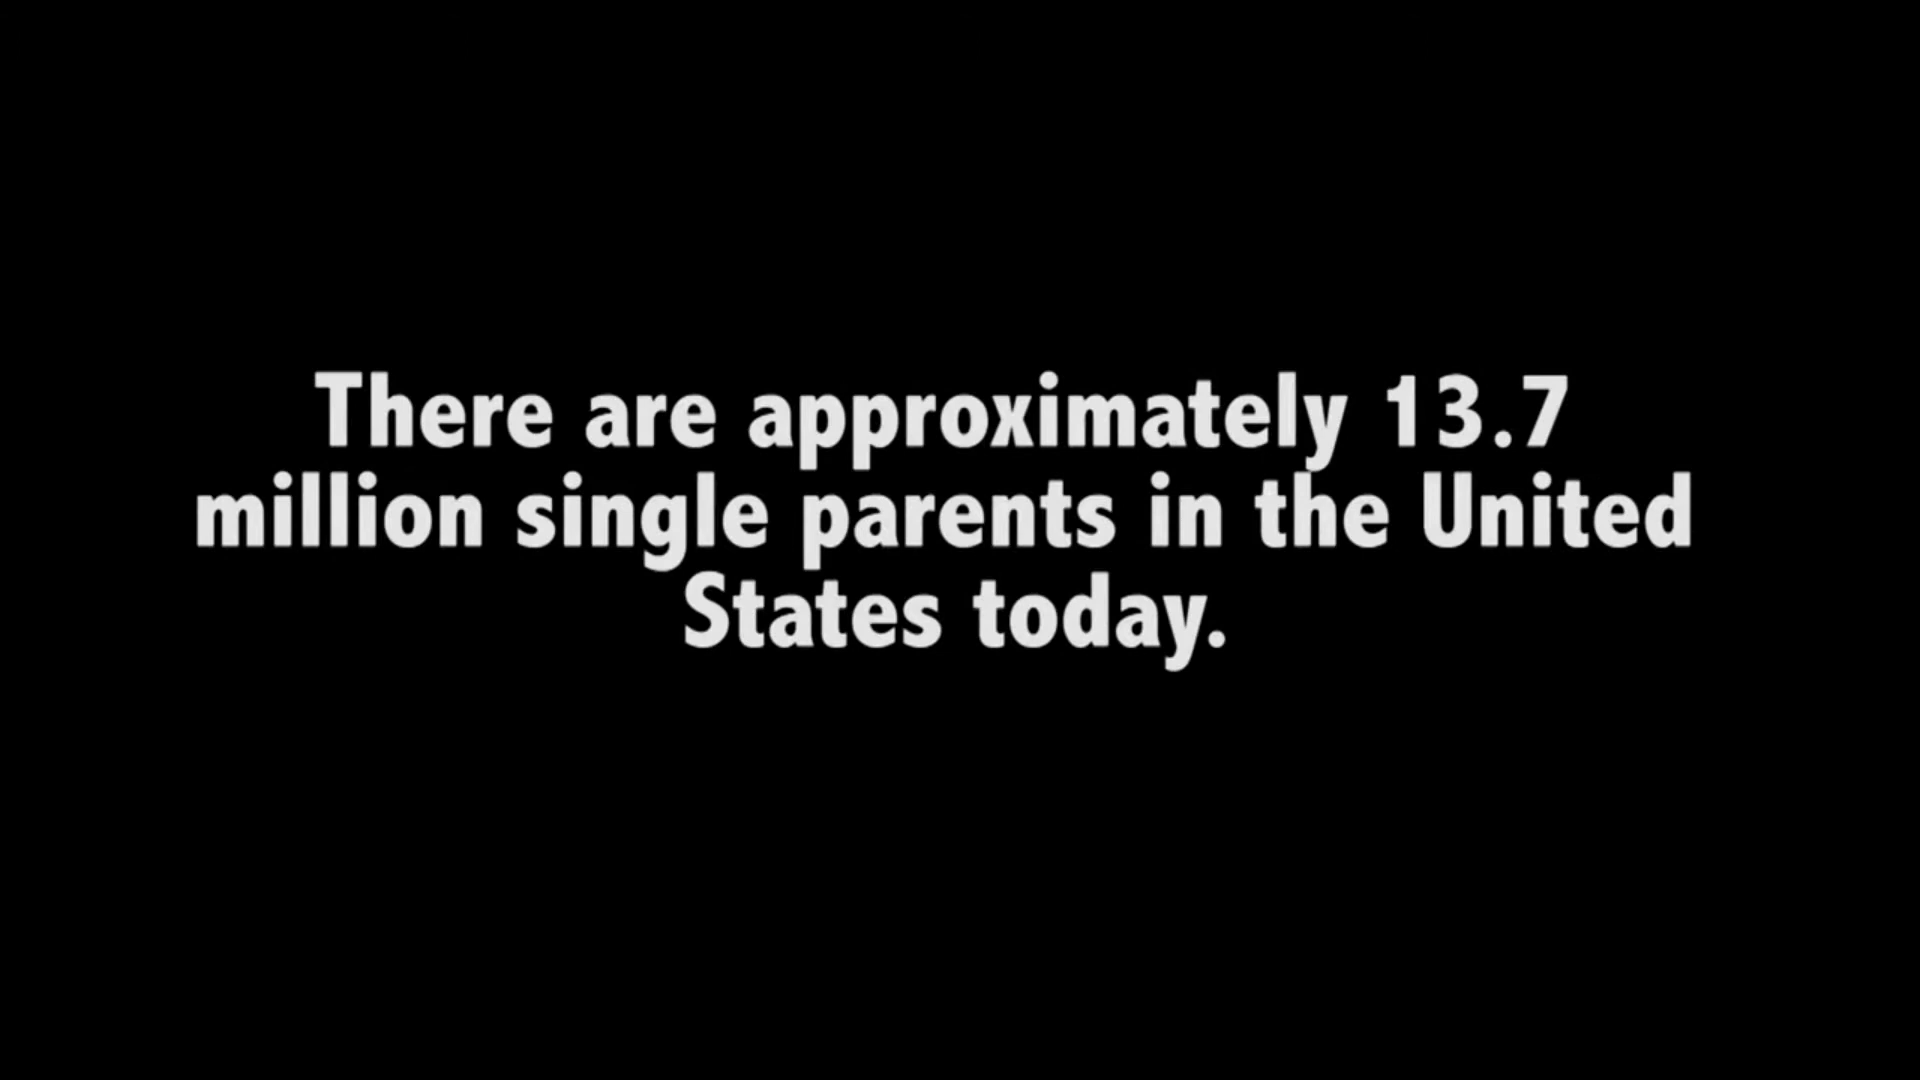 There are approximately 13.7
million single parents in the United
States today.